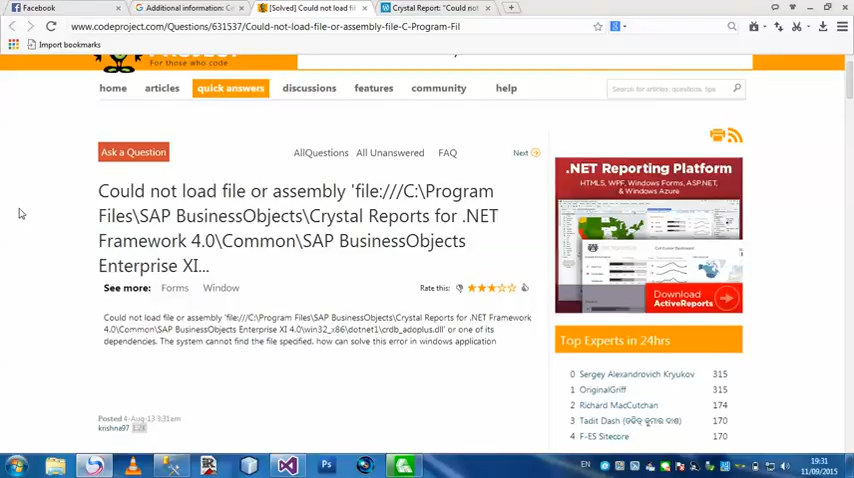 Facebook
Additional information: C
[Solved] Could not load fil
Crystal Report: "Could not
www.codeproject.com/Questions/631537/Could-not-load-file-or-assembly-file-C-Program-Fil
Import bookmarks
For those who code
home articles quick answers discussions features community help
Search for articles, questions, tips
Ask a Question
AllQuestions All Unanswered FAQ
Next
Could not load file or assembly 'file:///C:\Program
Files\SAP BusinessObjects\Crystal Reports for .NET
Framework 4.0\Common\SAP BusinessObjects
Enterprise XI...
See more: Forms Window
Rate this:
Could not load file or assembly 'file:///C:\Program Files\SAP BusinessObjects\Crystal Reports for .NET Framework
4.0\Common\SAP BusinessObjects Enterprise XI 4.0\win32_x86\dotnet1\crdb_adoplus.dll' or one of its
dependencies. The system cannot find the file specified. how can solve this error in windows application
Posted 4-Aug-13 3:31am
krishna97 1.2k
.NET Reporting Platform
HTML5, WPF, Windows Forms, ASP.NET,
& Windows Azure
Download
ActiveReports
Top Experts in 24hrs
0 Sergey Alexandrovich Kryukov 315
1 OriginalGriff 315
2 Richard MacCutchan 174
3 Tadit Dash (ତଡିତ୍ କୁମାର ଦାଶ) 170
4 F-ES Sitecore 170
Ps
EN
19:31
11/09/2015